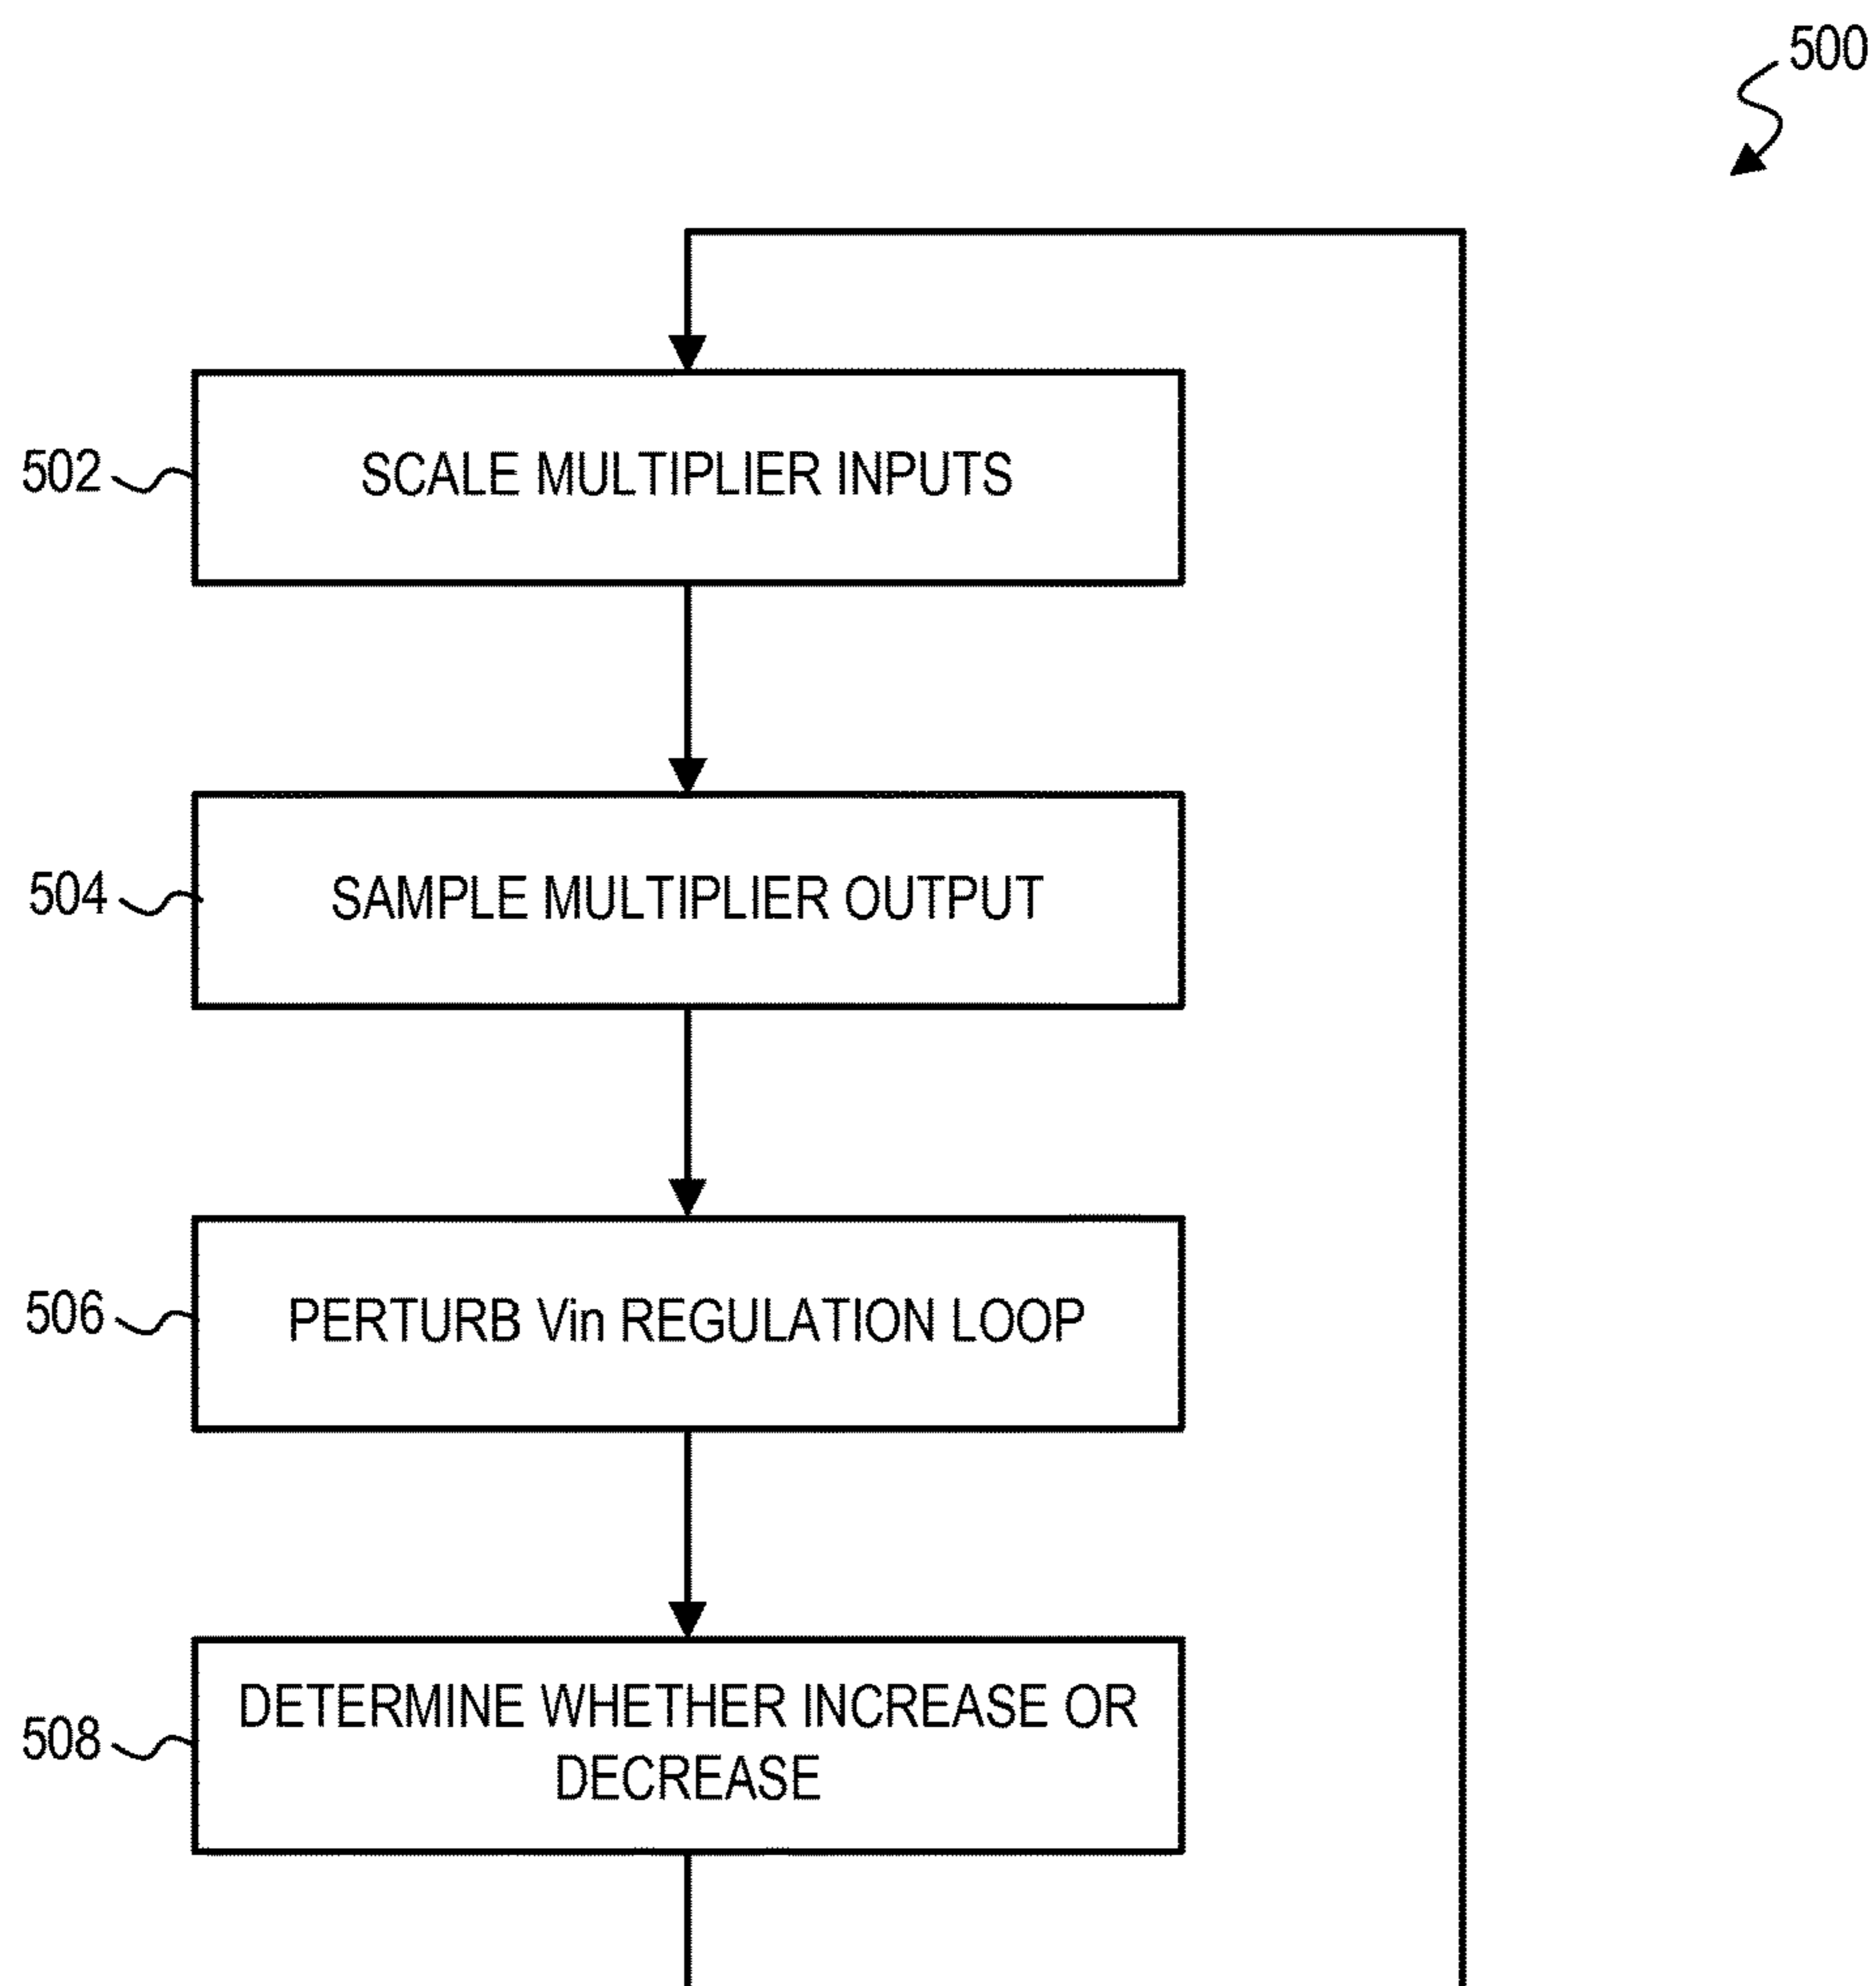 500
502
SCALE MULTIPLIER INPUTS
504
SAMPLE MULTIPLIER OUTPUT
506
PERTURB Vin REGULATION LOOP
508
DETERMINE WHETHER INCREASE OR
DECREASE